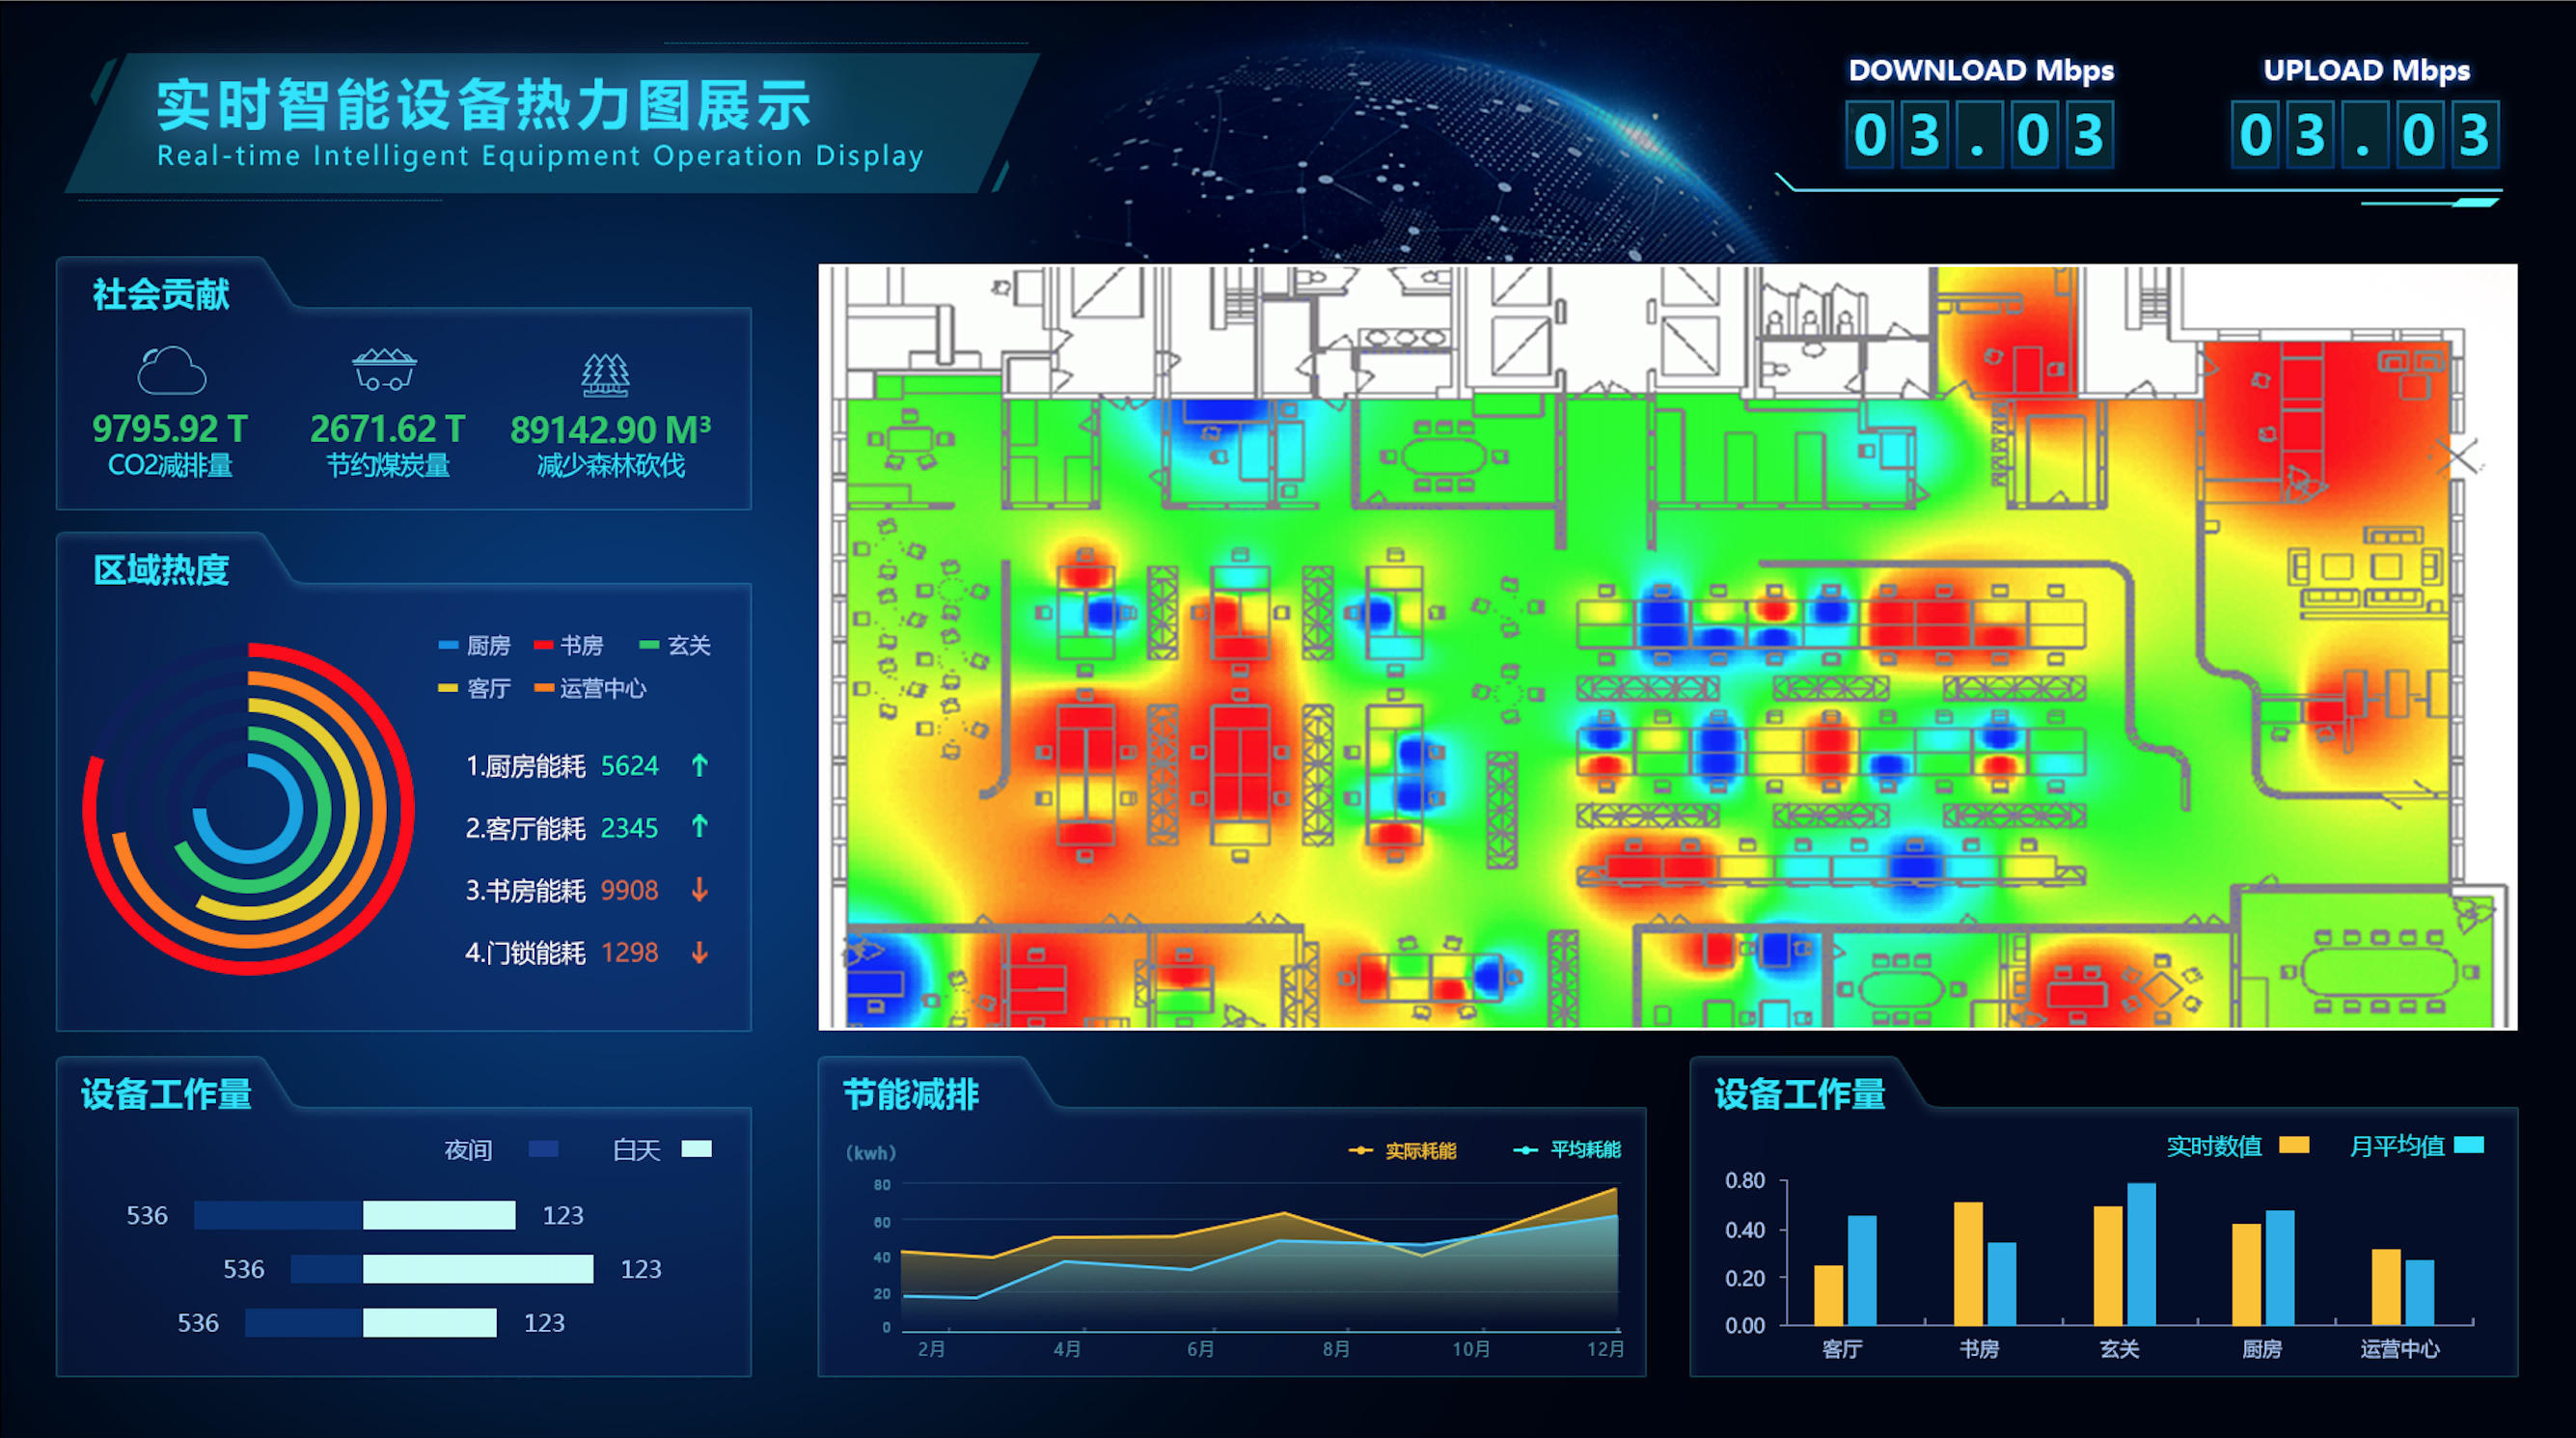 实时智能设备热力图展示
Real-time Intelligent Equipment Operation Display
DOWNLOAD Mbps
03.03
UPLOAD Mbps
03.03
社会贡献
9795.92 T
CO2减排量
2671.62 T
节约煤炭量
89142.90 M³
减少森林砍伐
区域热度
厨房 书房 玄关
客厅 运营中心
1.厨房能耗 5624 ↑
2.客厅能耗 2345 ↑
3.书房能耗 9908 ↓
4.门锁能耗 1298 ↓
设备工作量
夜间 白天
536 123
536 123
536 123
节能减排
(kwh)
实际耗能 平均耗能
80
60
40
20
0
2月 4月 6月 8月 10月 12月
设备工作量
实时数值 月平均值
0.80
0.40
0.20
0.00
客厅 书房 玄关 厨房 运营中心